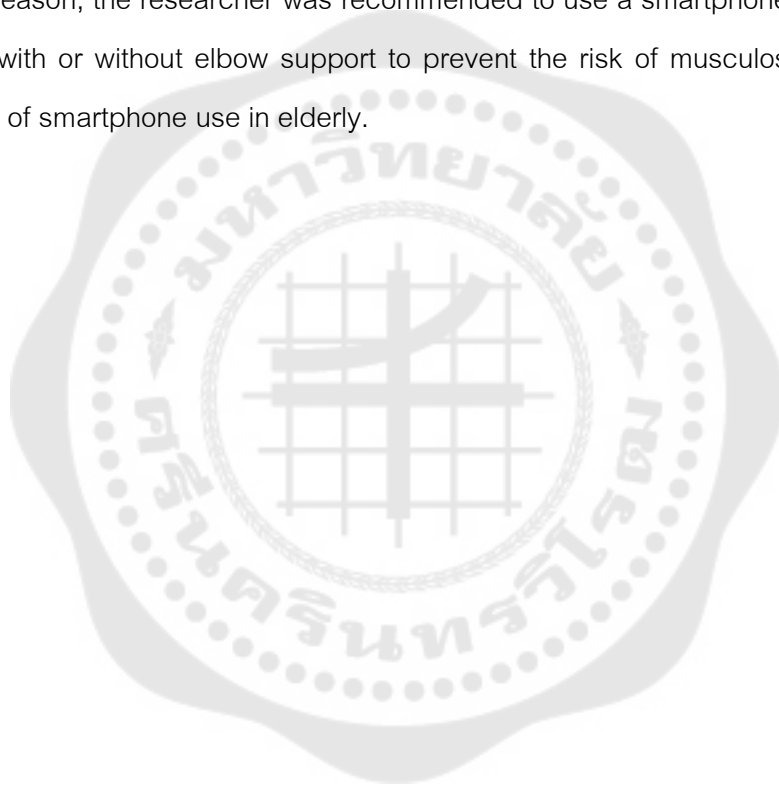 eason, the researcher was recommended to use a smartphone
with or without elbow support to prevent the risk of musculos
of smartphone use in elderly.
มหาวิทยาลัย
ศรีนครินทรวิโรฒ